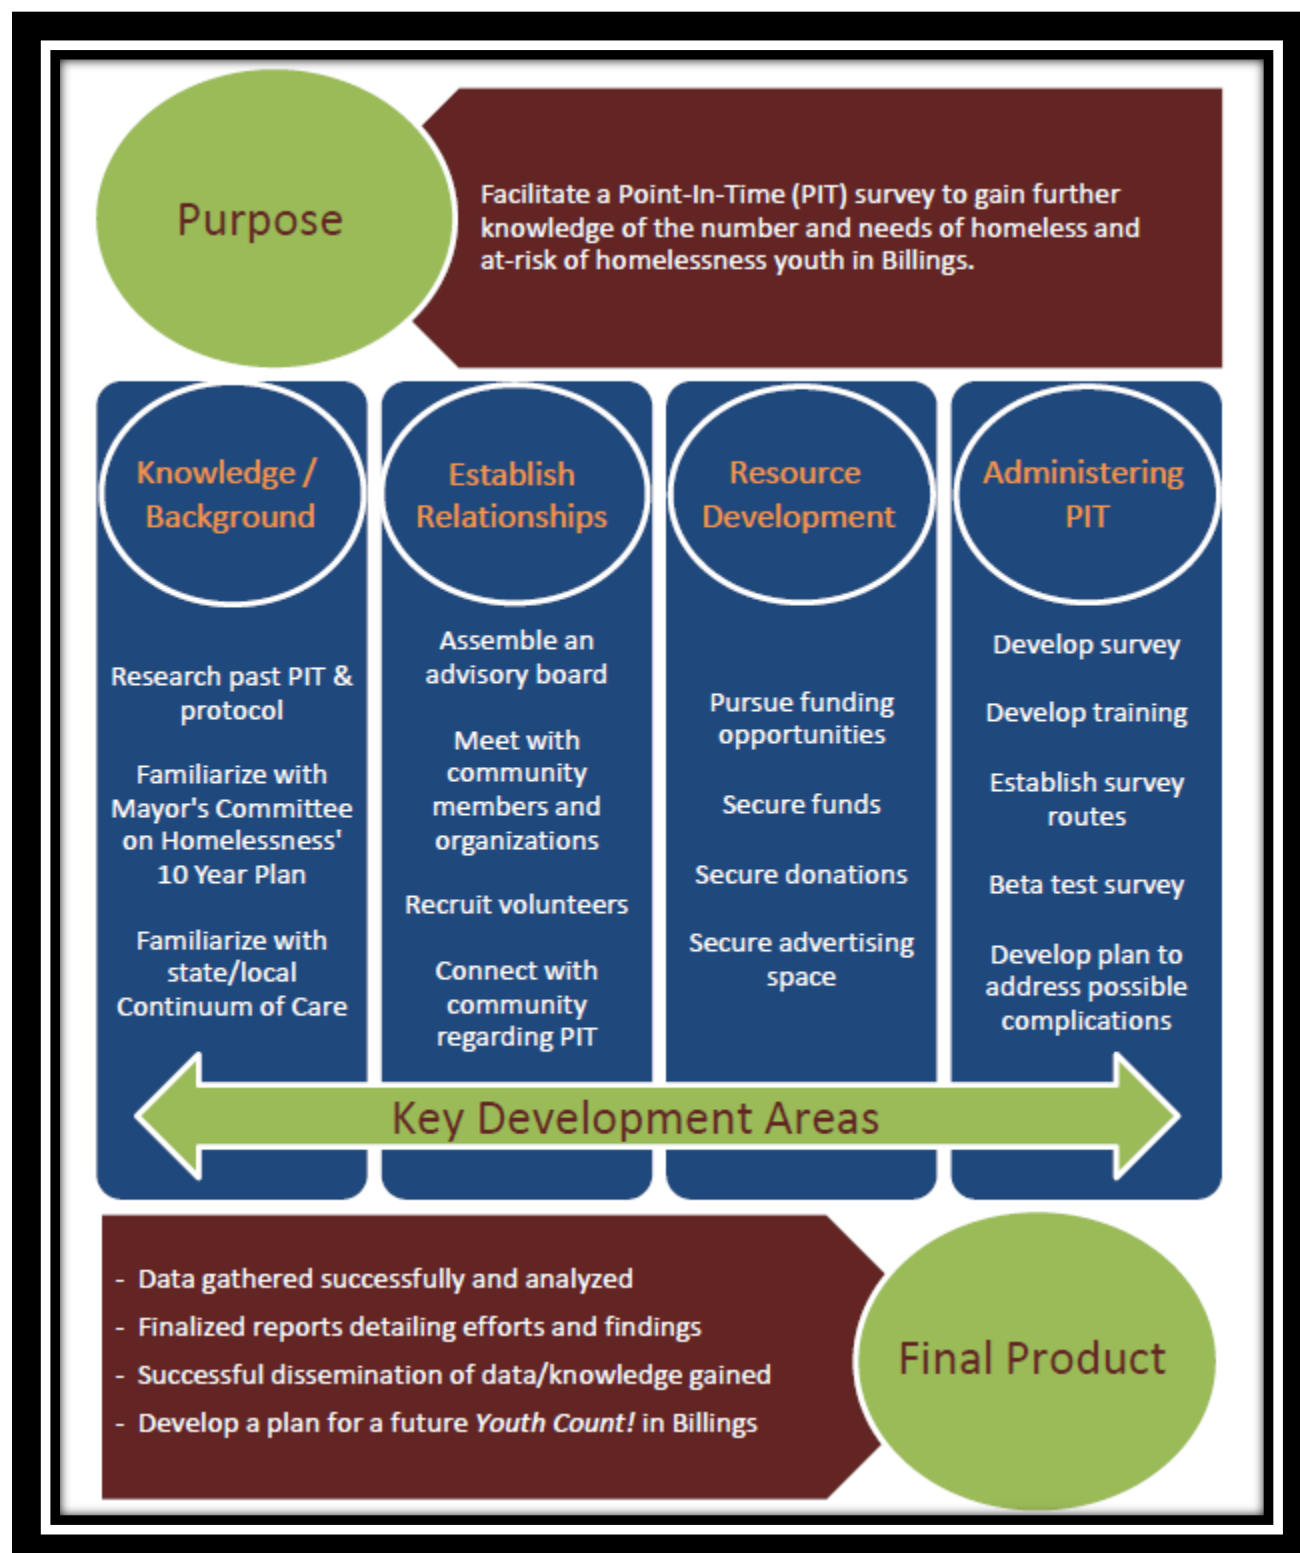 Purpose
Facilitate a Point-In-Time (PIT) survey to gain further
knowledge of the number and needs of homeless and
at-risk of homelessness youth in Billings.
Knowledge /
Background
Research past PIT &
protocol
Familiarize with
Mayor's Committee
on Homelessness'
10 Year Plan
Familiarize with
state/local
Continuum of Care
Establish
Relationships
Assemble an
advisory board
Meet with
community
members and
organizations
Recruit volunteers
Connect with
community
regarding PIT
Resource
Development
Pursue funding
opportunities
Secure funds
Secure donations
Secure advertising
space
Administering
PIT
Develop survey
Develop training
Establish survey
routes
Beta test survey
Develop plan to
address possible
complications
Key Development Areas
- Data gathered successfully and analyzed
- Finalized reports detailing efforts and findings
- Successful dissemination of data/knowledge gained
- Develop a plan for a future Youth Count! in Billings
Final Product